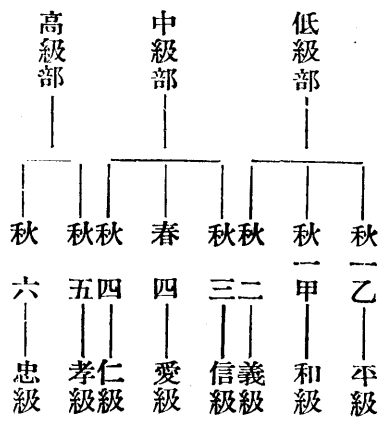 低級部
秋一乙
平級
秋一甲
和級
秋二
義級
中級部
秋三
信級
春四
愛級
秋四
仁級
高級部
秋五
孝級
秋六
忠級